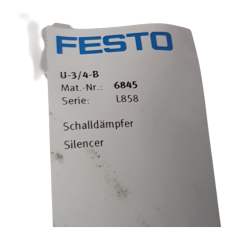 FESTO
U-3/4-B
Mat.-Nr.: 6845
Serie: L858
Schalldämpfer
Silencer